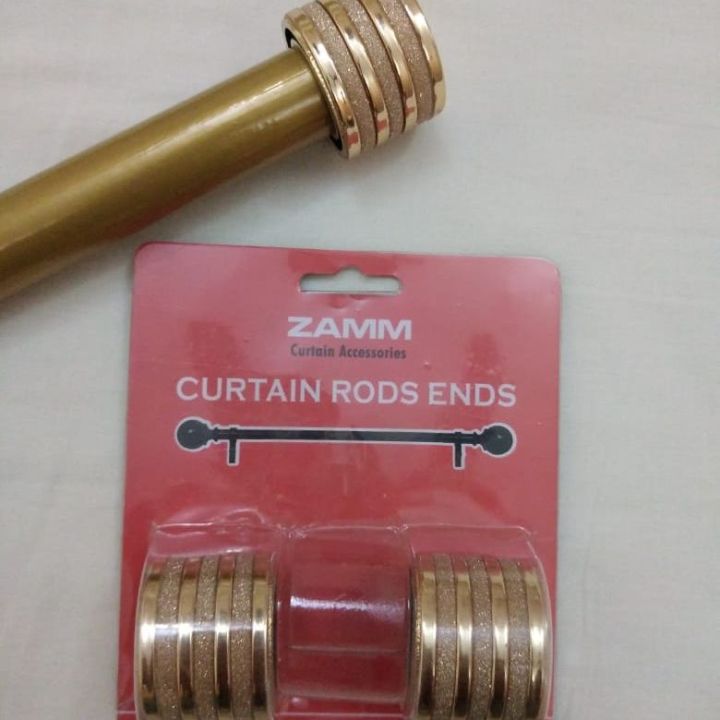 ZAMM
Curtain Accessories
CURTAIN RODS ENDS